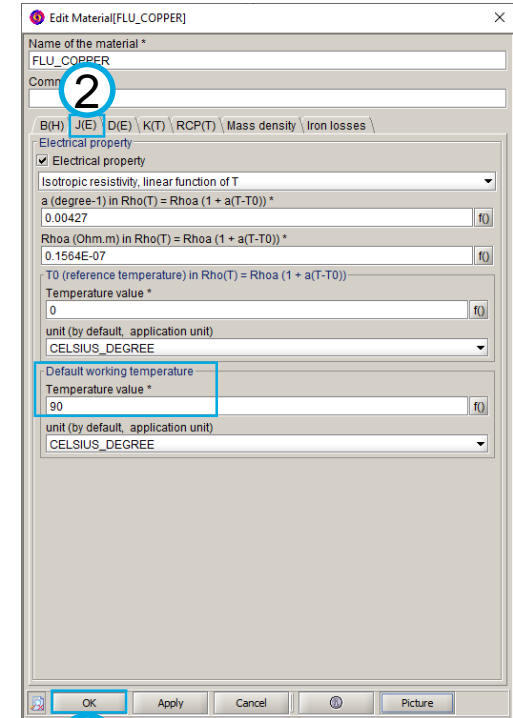 Edit Material[FLU_COPPER]
Name of the material *
FLU_COPPER
Comm
2
B(H) J(E) D(E) K(T) RCP(T) Mass density Iron losses
Electrical property
Electrical property
Isotropic resistivity, linear function of T
a (degree-1) in Rho(T) = Rhoa (1 + a(T-T0)) *
0.00427 f()
Rhoa (Ohm.m) in Rho(T) = Rhoa (1 + a(T-T0)) *
0.1564E-07 f()
T0 (reference temperature) in Rho(T) = Rhoa (1 + a(T-T0))
Temperature value *
0 f()
unit (by default, application unit)
CELSIUS_DEGREE
Default working temperature
Temperature value *
90 f()
unit (by default, application unit)
CELSIUS_DEGREE
OK Apply Cancel Picture